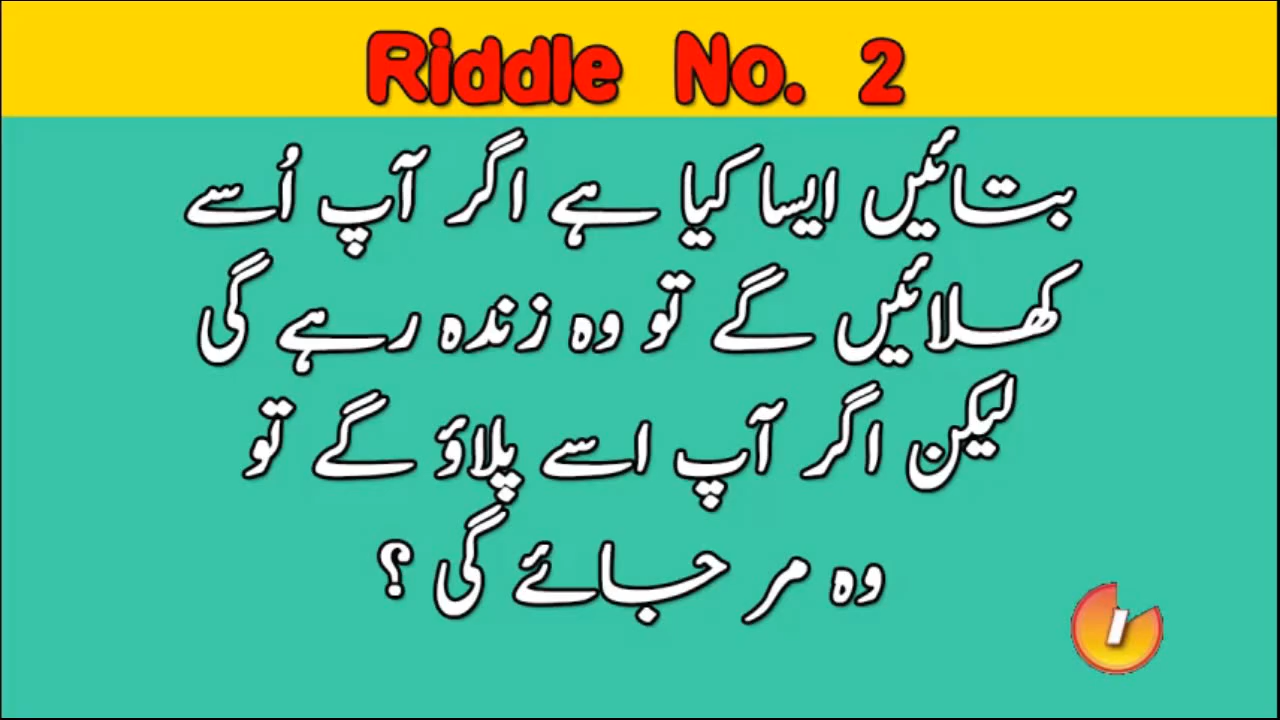 Riddle No. 2
بتائیں ایسا کیا ہے اگر آپ اُسے
کھلائیں گے تو وہ زندہ رہے گی
لیکن اگر آپ اسے پلاؤ گے تو
وہ مر جائے گی ؟
1